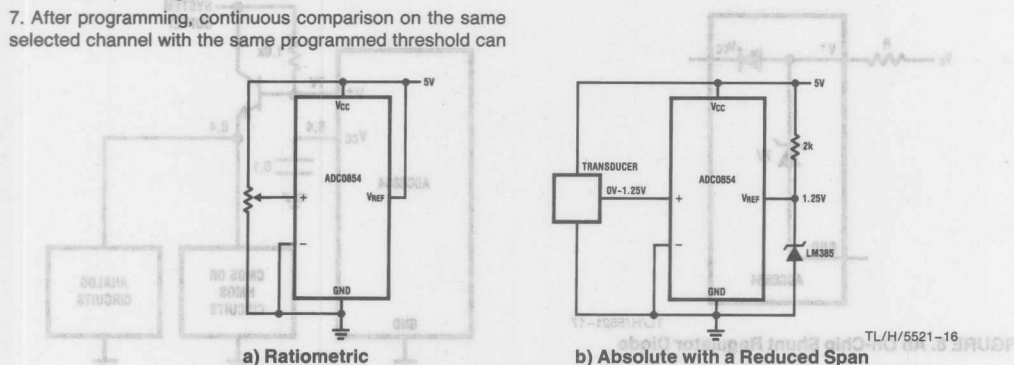 7. After programming, continuous comparison on the same
selected channel with the same programmed threshold can
5V
VCC
ADC0854
+
VREF
−
GND
a) Ratiometric
5V
VCC
2k
TRANSDUCER
0V–1.25V
ADC0854
+
VREF
1.25V
−
LM385
GND
TL/H/5521–16
b) Absolute with a Reduced Span